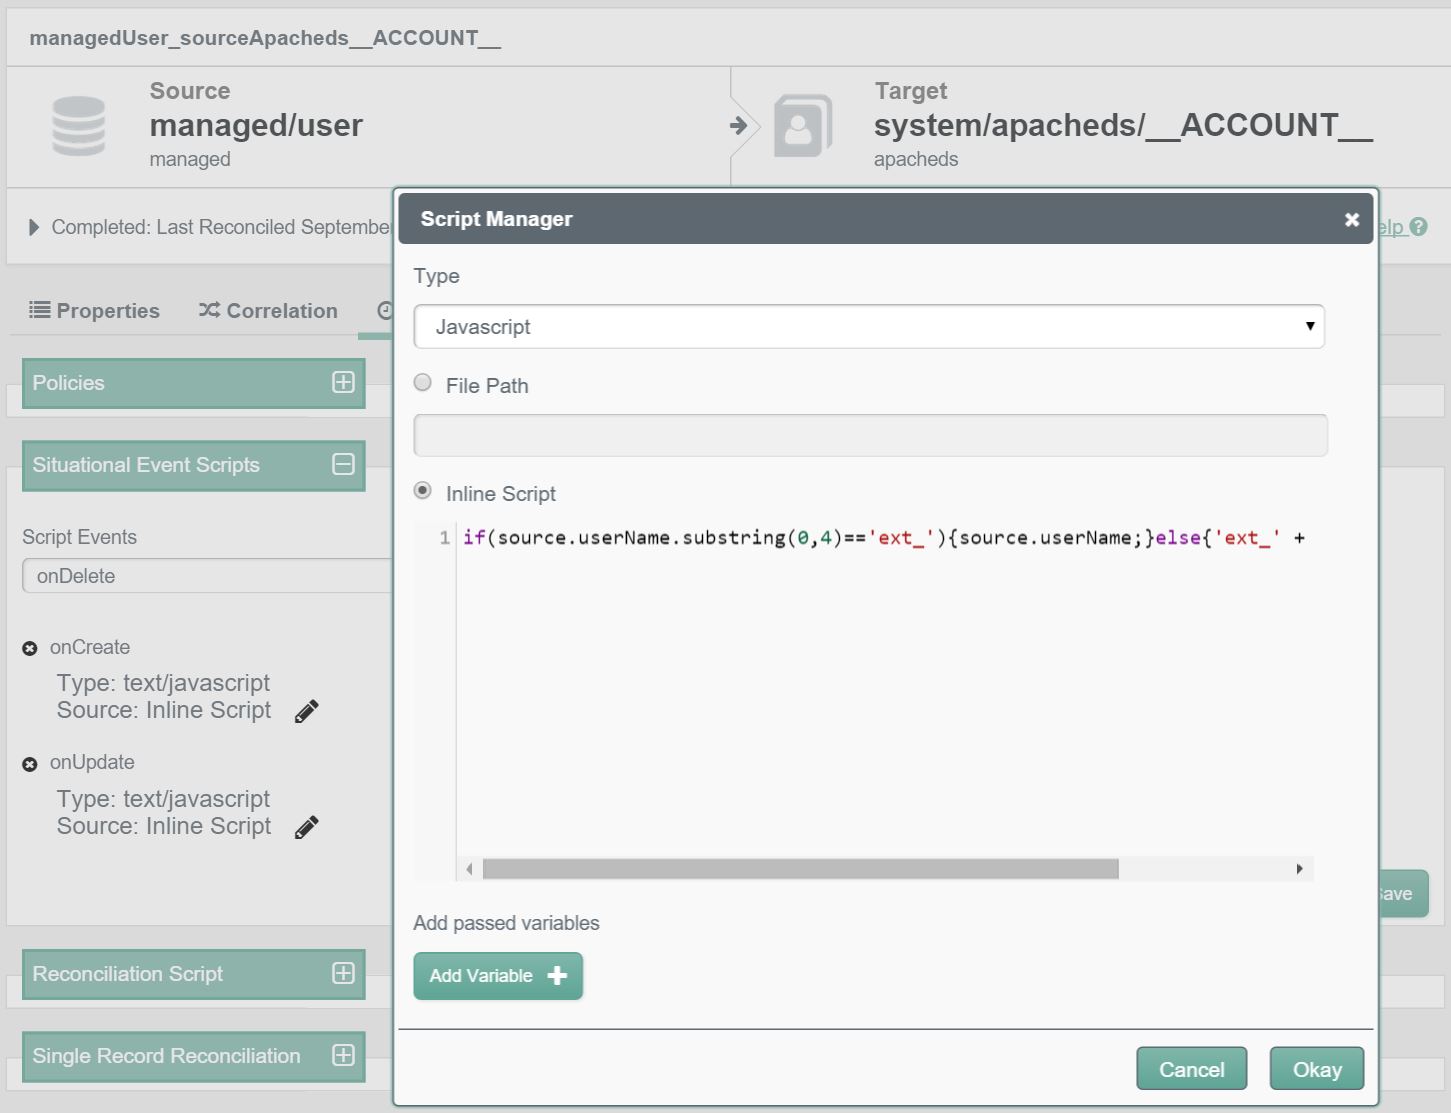 managedUser_sourceApacheds__ACCOUNT__
Source
managed/user
managed
Target
system/apacheds/__ACCOUNT__
apacheds
Completed: Last Reconciled September
Properties
Correlation
Script Manager
Type
Javascript
File Path
Inline Script
1 if(source.userName.substring(0,4)=='ext_'){source.userName;}else{'ext_' +
Add passed variables
Add Variable
Cancel
Okay
Policies
Situational Event Scripts
Script Events
onDelete
onCreate
Type: text/javascript
Source: Inline Script
onUpdate
Type: text/javascript
Source: Inline Script
Reconciliation Script
Single Record Reconciliation